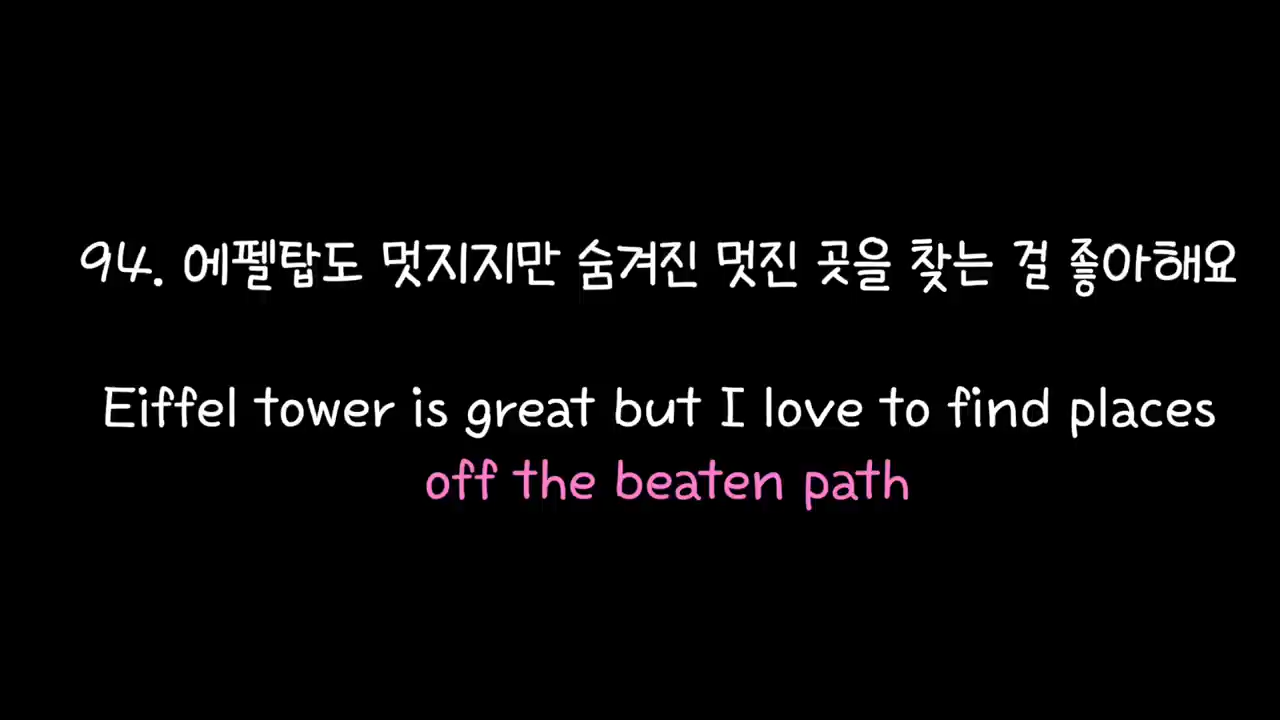 94. 에펠탑도 멋지지만 숨겨진 멋진 곳을 찾는 걸 좋아해요
Eiffel tower is great but I love to find places
off the beaten path